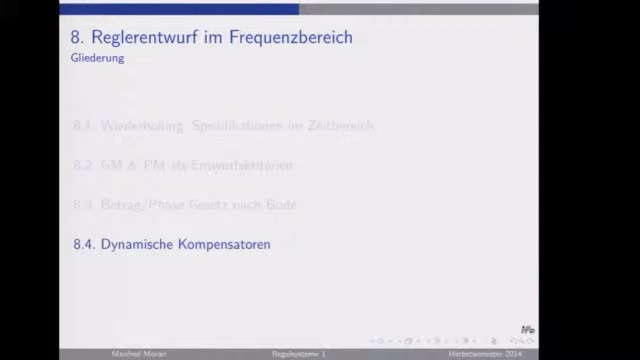 8. Reglerentwurf im Frequenzbereich
Gliederung
8.1. Wiederholung: Spezifikationen im Zeitbereich
8.2. GM & PM als Entwurfskriterien
8.3. Betrag/Phase Gesetz nach Bode
8.4. Dynamische Kompensatoren
Manfred Morari
Regelsysteme 1
Herbstsemester 2014